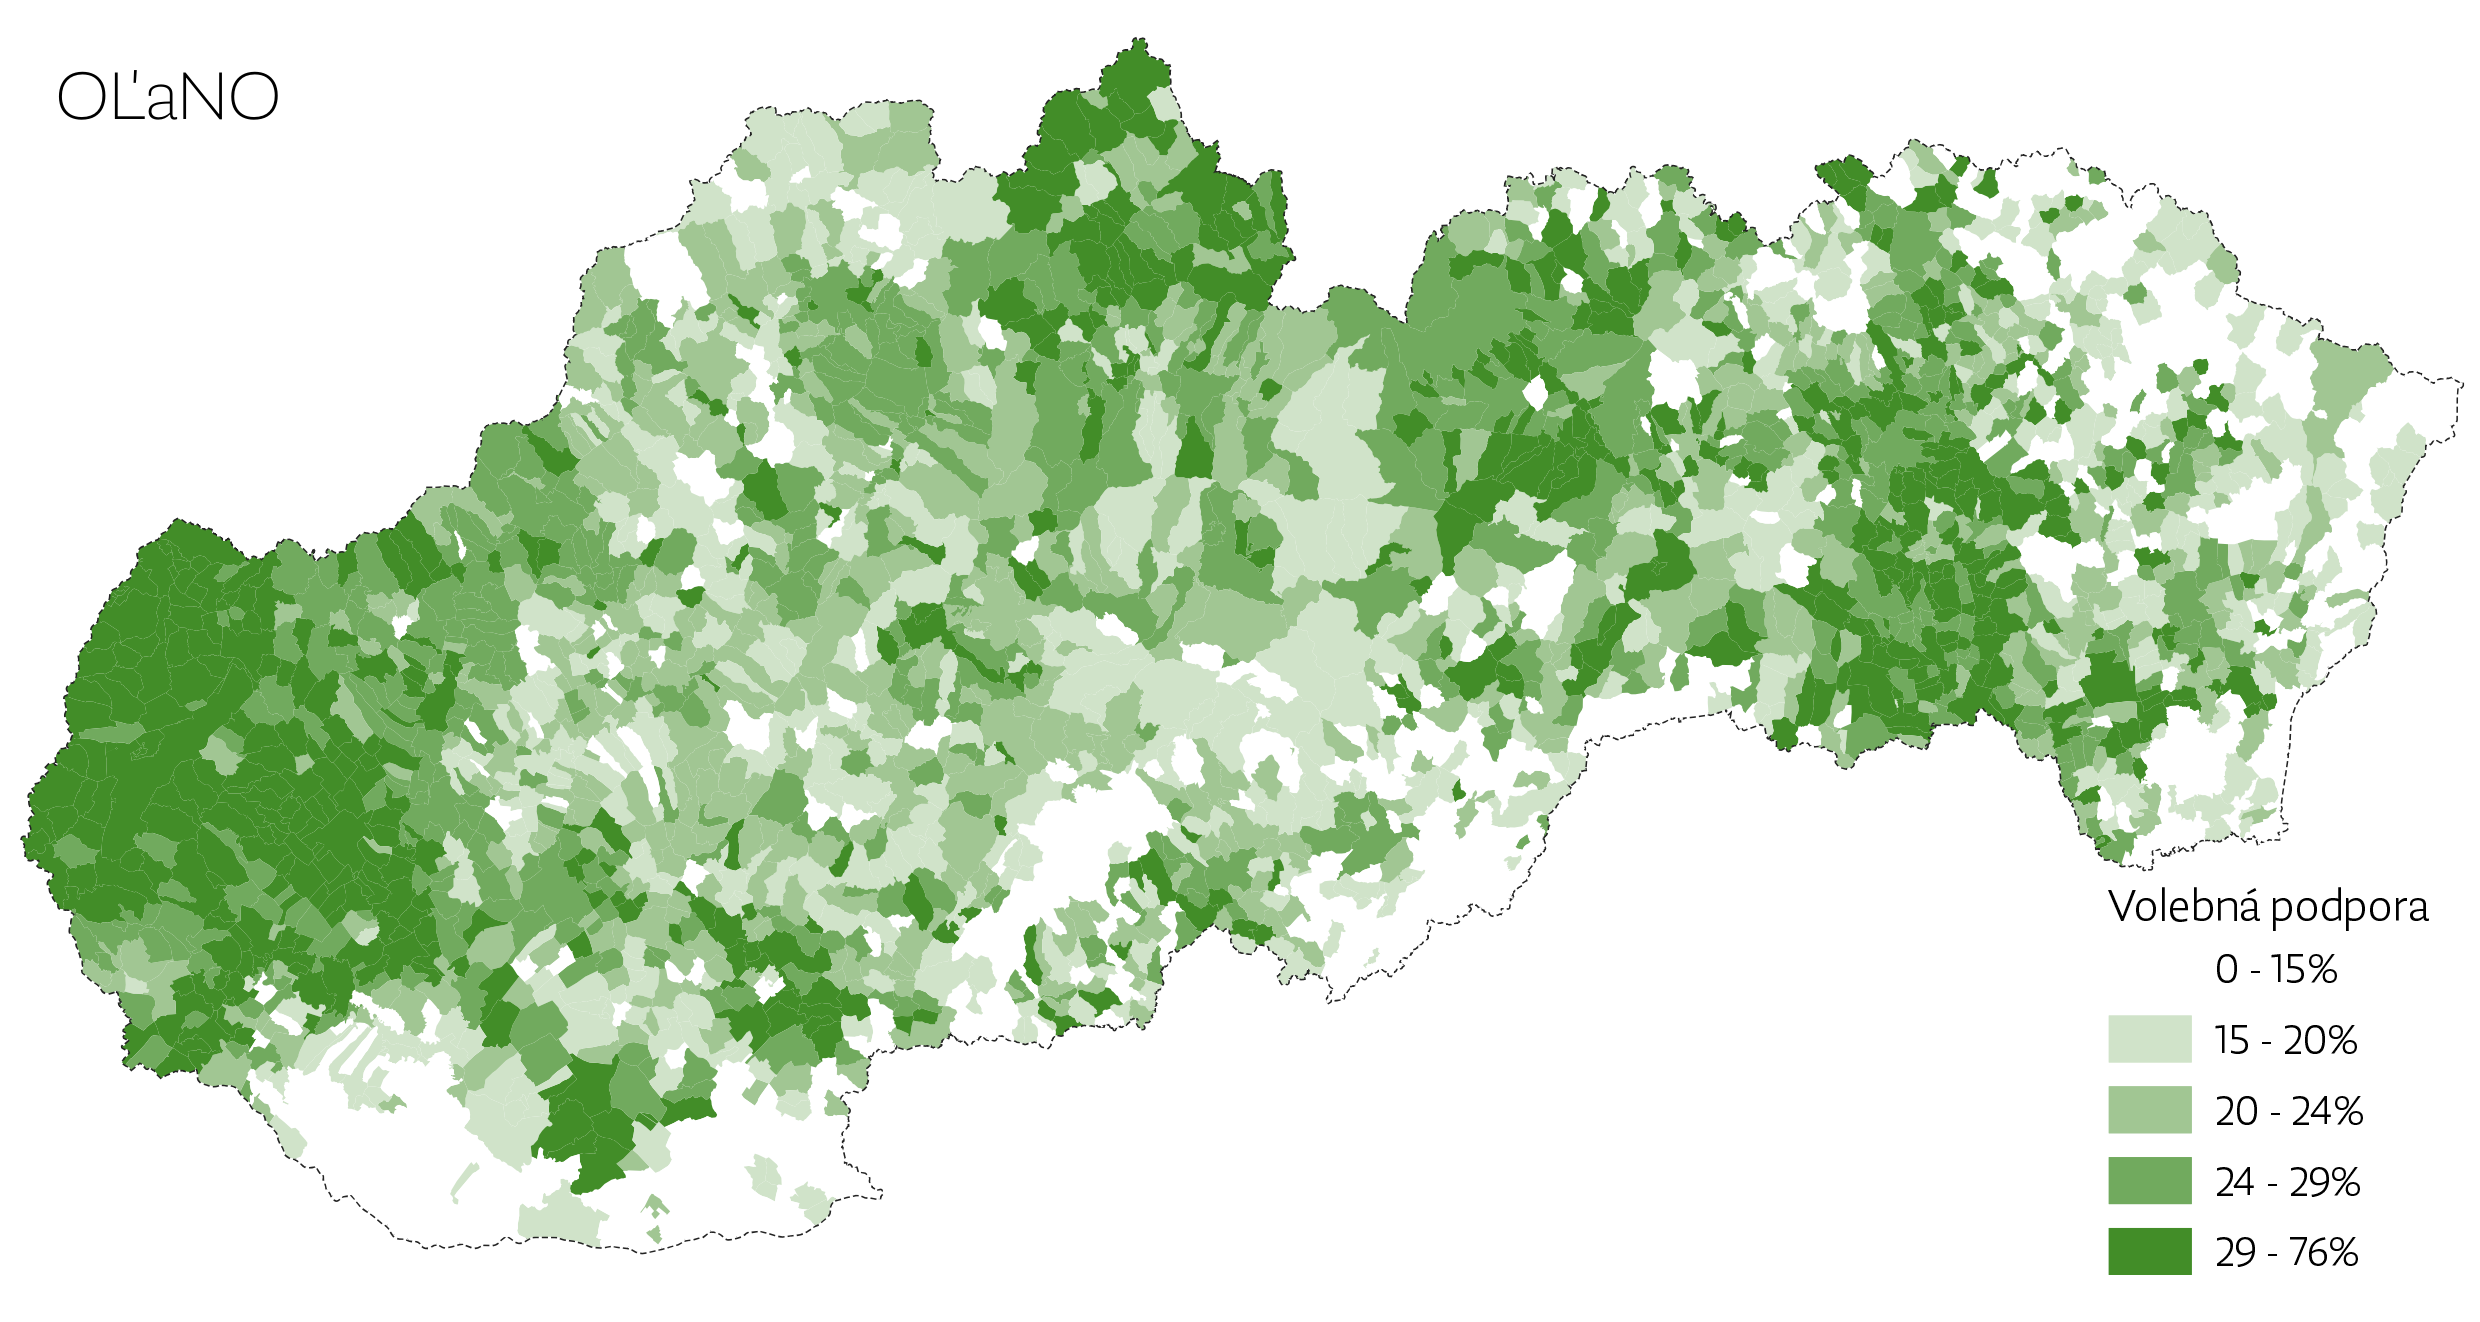 OĽaNO
Volebná podpora
0 - 15%
15 - 20%
20 - 24%
24 - 29%
29 - 76%